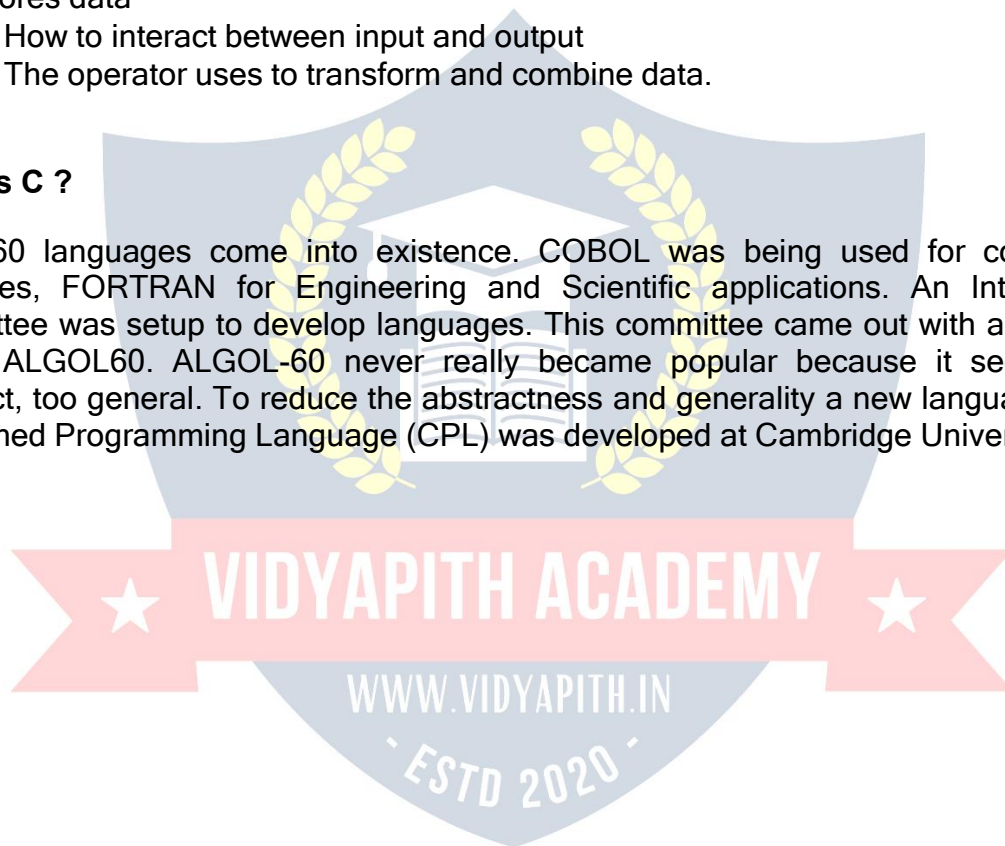 ores data
How to interact between input and output
The operator uses to transform and combine data.
s C ?
60 languages come into existence. COBOL was being used for co
es, FORTRAN for Engineering and Scientific applications. An Int
ttee was setup to develop languages. This committee came out with a
ALGOL60. ALGOL-60 never really became popular because it se
ct, too general. To reduce the abstractness and generality a new langua
ned Programming Language (CPL) was developed at Cambridge Univer
VIDYAPITH ACADEMY
WWW.VIDYAPITH.IN
- ESTD 2020 -